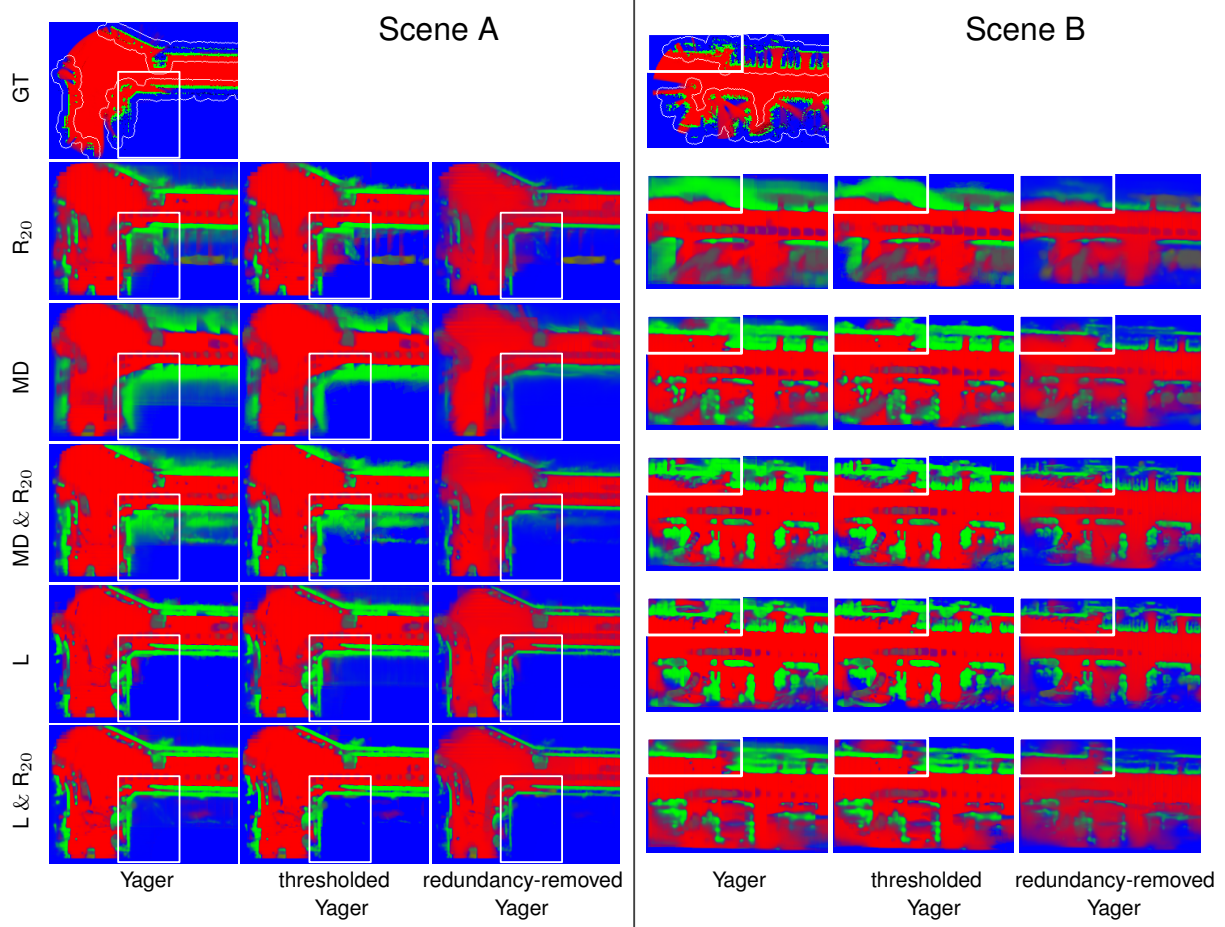 Scene A
Scene B
GT
R₂₀
MD
MD & R₂₀
L
L & R₂₀
Yager
thresholded
Yager
redundancy-removed
Yager
Yager
thresholded
Yager
redundancy-removed
Yager